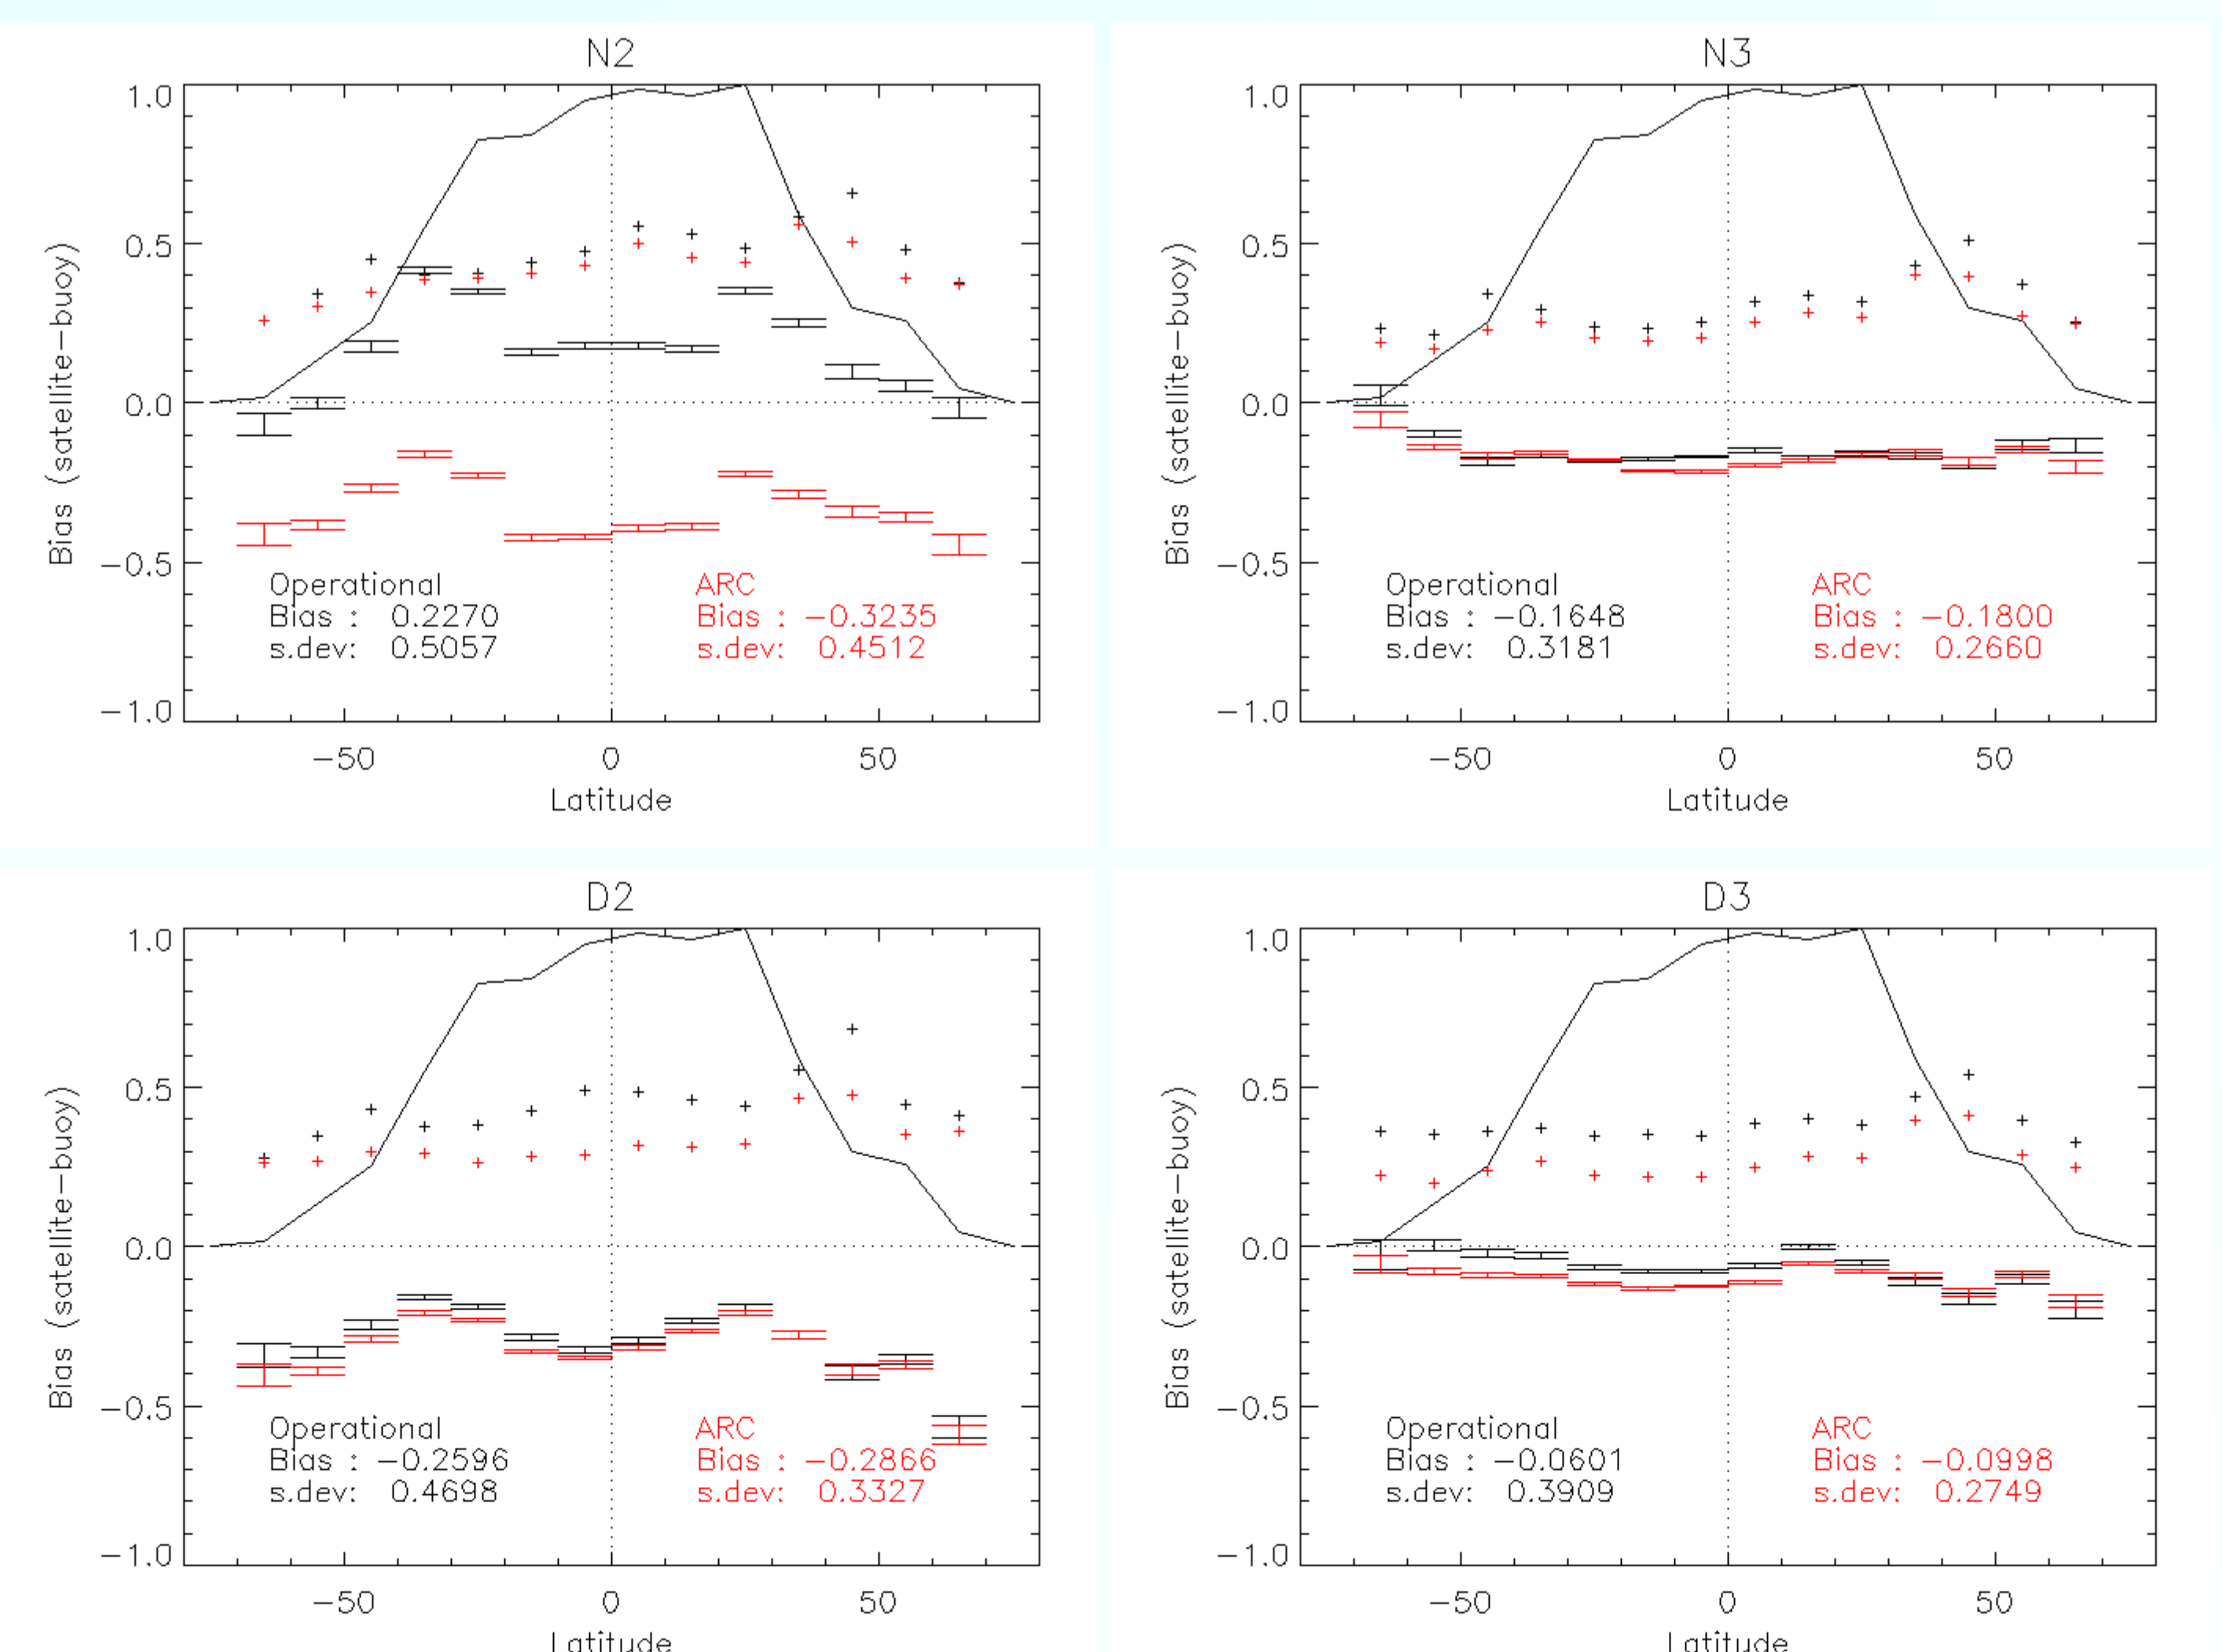 N2
1.0
0.5
0.0
−0.5
−1.0
Bias (satellite−buoy)
Operational
Bias : 0.2270
s.dev: 0.5057
ARC
Bias : −0.3235
s.dev: 0.4512
−50 0 50
Latitude
N3
1.0
0.5
0.0
−0.5
−1.0
Bias (satellite−buoy)
Operational
Bias : −0.1648
s.dev: 0.3181
ARC
Bias : −0.1800
s.dev: 0.2660
−50 0 50
Latitude
D2
1.0
0.5
0.0
−0.5
−1.0
Bias (satellite−buoy)
Operational
Bias : −0.2596
s.dev: 0.4698
ARC
Bias : −0.2866
s.dev: 0.3327
−50 0 50
Latitude
D3
1.0
0.5
0.0
−0.5
−1.0
Bias (satellite−buoy)
Operational
Bias : −0.0601
s.dev: 0.3909
ARC
Bias : −0.0998
s.dev: 0.2749
−50 0 50
Latitude